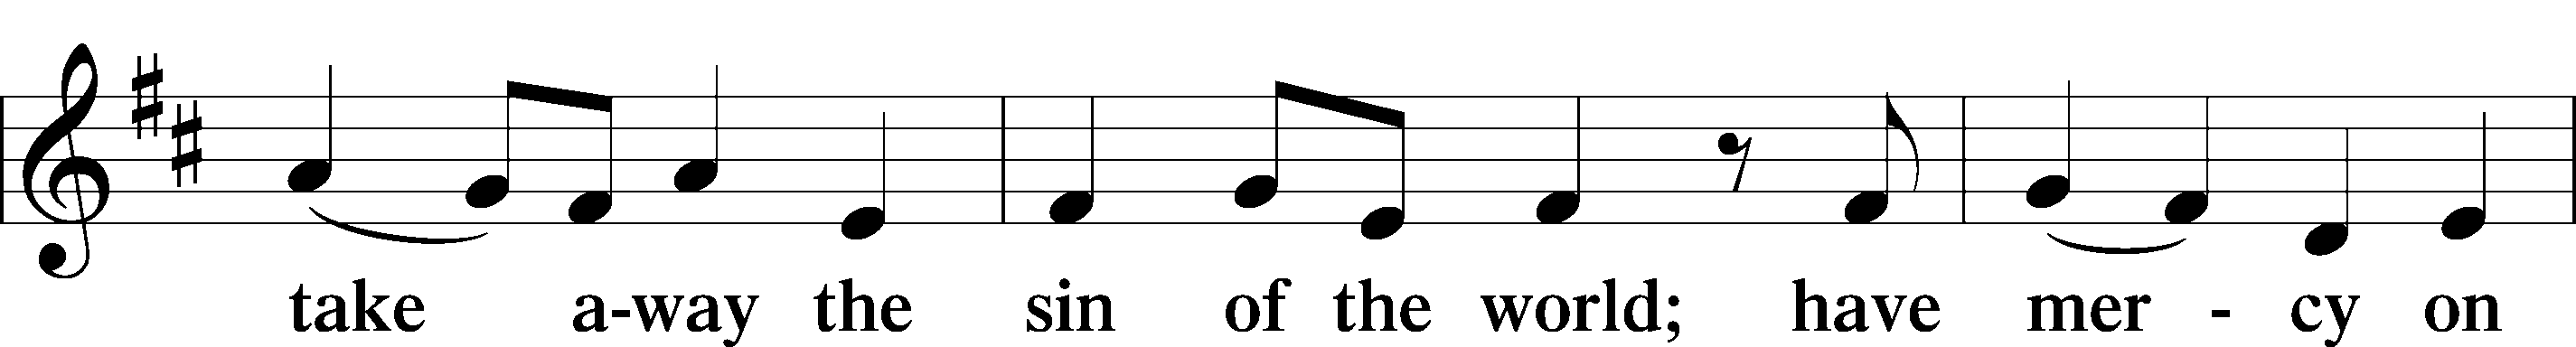 take a-way the sin of the world; have mer - cy on